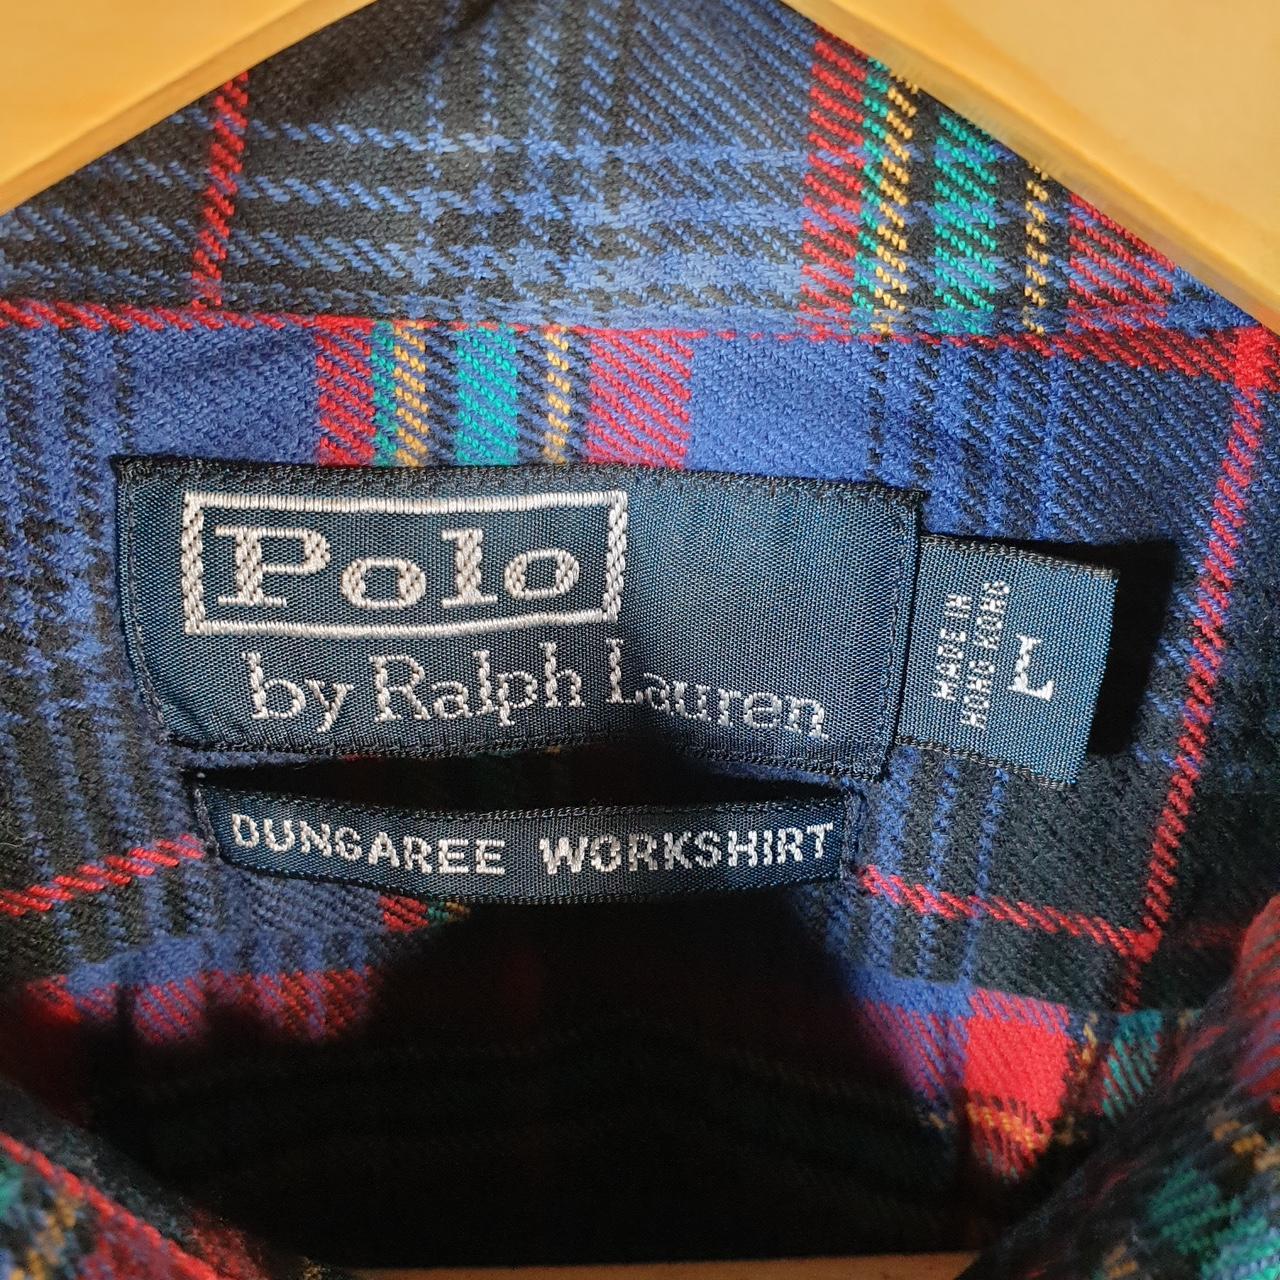 Polo
by Ralph Lauren
MADE IN
HONG KONG
L
DUNGAREE WORKSHIRT